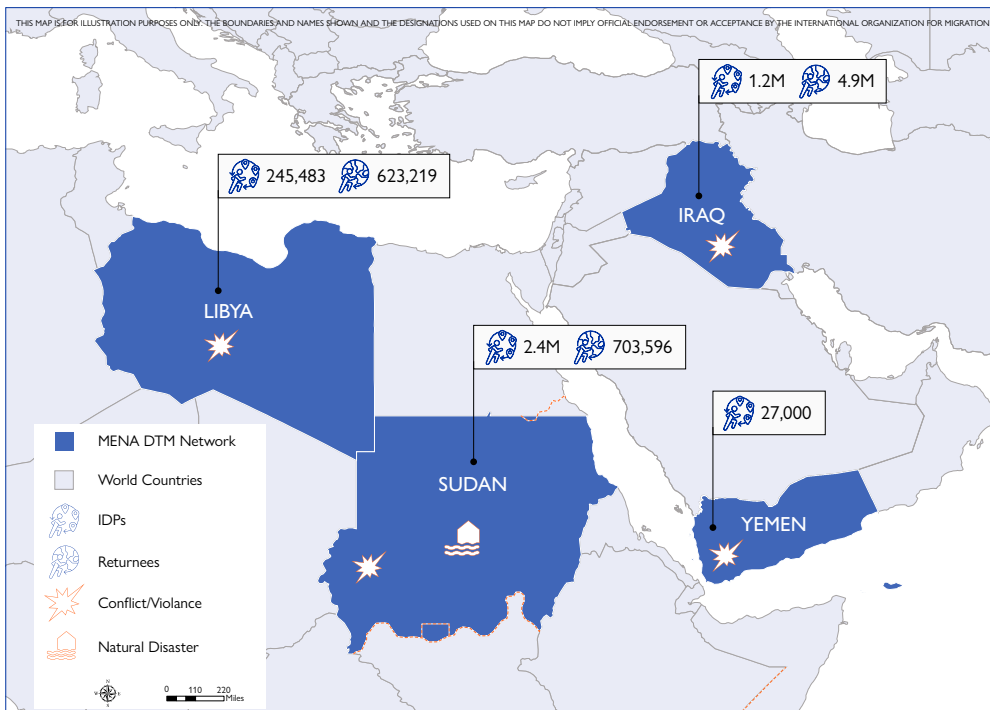 THIS MAP IS FOR ILLUSTRATION PURPOSES ONLY. THE BOUNDARIES AND NAMES SHOWN AND THE DESIGNATIONS USED ON THIS MAP DO NOT IMPLY OFFICIAL ENDORSEMENT OR ACCEPTANCE BY THE INTERNATIONAL ORGANIZATION FOR MIGRATION
1.2M 4.9M
245,483 623,219
IRAQ
LIBYA
2.4M 703,596
27,000
SUDAN
YEMEN
MENA DTM Network
World Countries
IDPs
Returnees
Conflict/Violance
Natural Disaster
N
W E
S
0 110 220
Miles